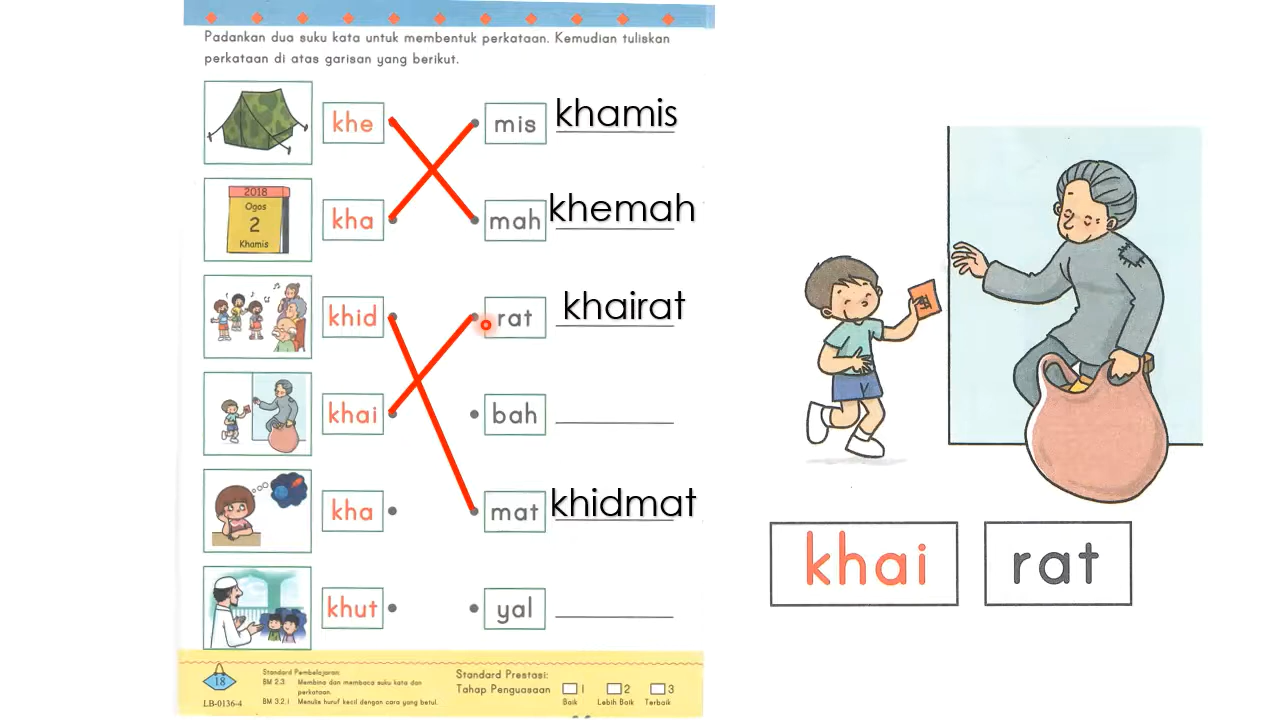 Padankan dua suku kata untuk membentuk perkataan. Kemudian tuliskan
perkataan di atas garisan yang berikut.
khe mis khamis
2018
Ogos
2
Khamis
kha mah khemah
khid rat khairat
khai bah
kha mat khidmat
khut yal
khai rat
18
LB-0136-4
Standard Pembelajaran:
BM 2.3 Membina dan membaca suku kata dan
perkataan.
BM 3.2.1 Menulis huruf kecil dengan cara yang betul.
Standard Prestasi:
Tahap Penguasaan 1 2 3
Baik Lebih Baik Terbaik